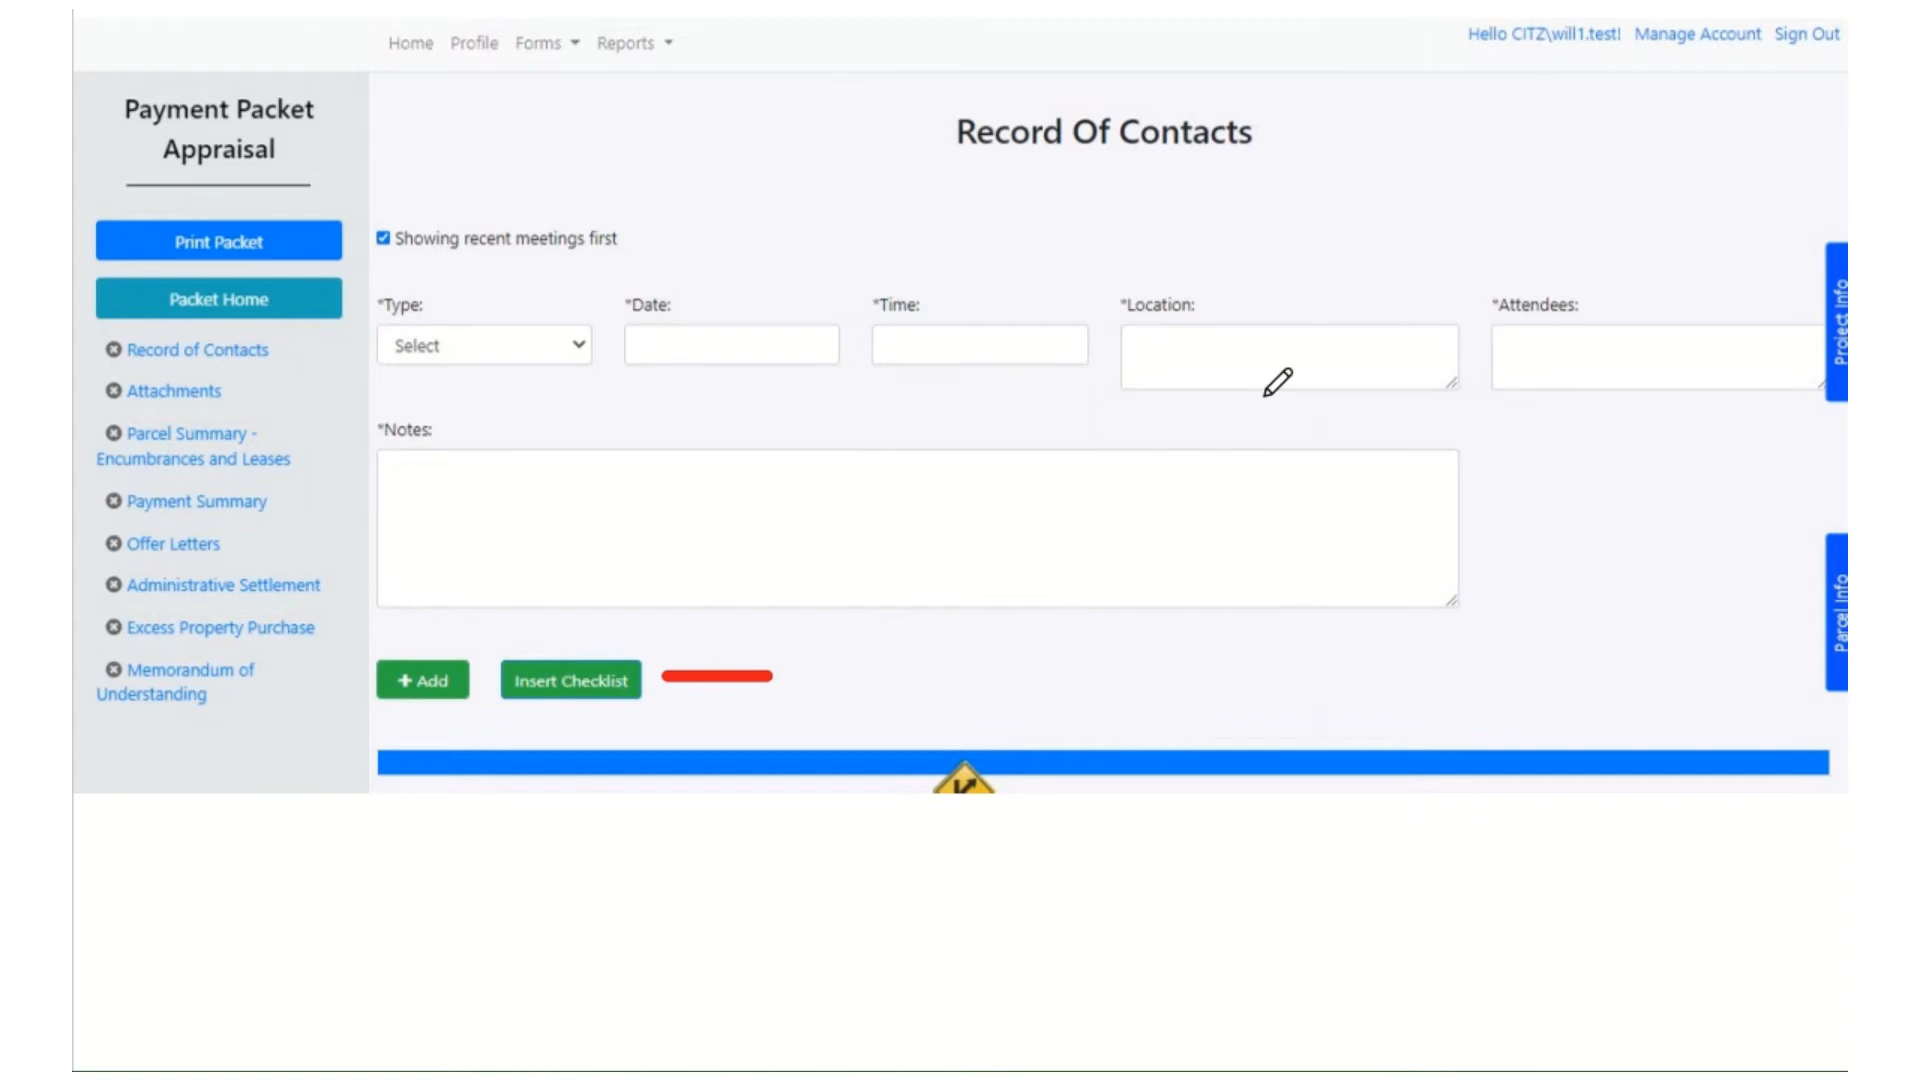 Home Profile Forms Reports
Hello CITZ\will1.test! Manage Account Sign Out
Payment Packet
Appraisal
Print Packet
Packet Home
Record of Contacts
Attachments
Parcel Summary -
Encumbrances and Leases
Payment Summary
Offer Letters
Administrative Settlement
Excess Property Purchase
Memorandum of
Understanding
Record Of Contacts
Showing recent meetings first
*Type: *Date: *Time: *Location: *Attendees:
Select
*Notes:
+ Add Insert Checklist
Project Info
Parcel Info